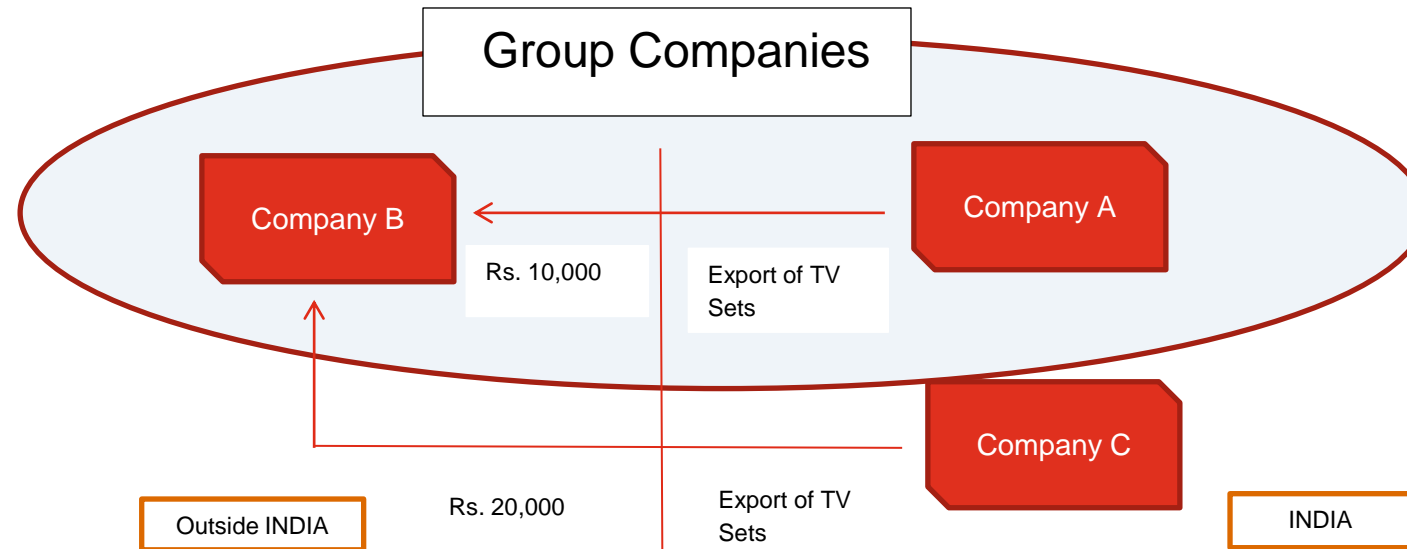 Group Companies
Company B
Company A
Rs. 10,000
Export of TV
Sets
Company C
Outside INDIA
Rs. 20,000
Export of TV
Sets
INDIA